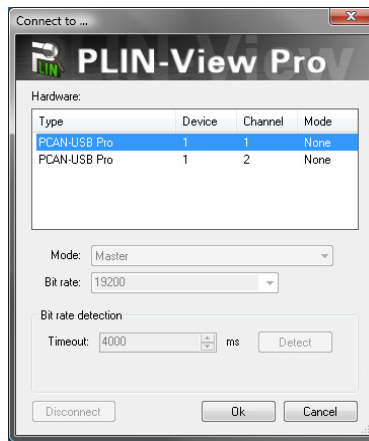 Connect to ...
PLIN-View Pro
Hardware:
Type Device Channel Mode
PCAN-USB Pro 1 1 None
PCAN-USB Pro 1 2 None
Mode: Master
Bit rate: 19200
Bit rate detection
Timeout: 4000 ms Detect
Disconnect Ok Cancel